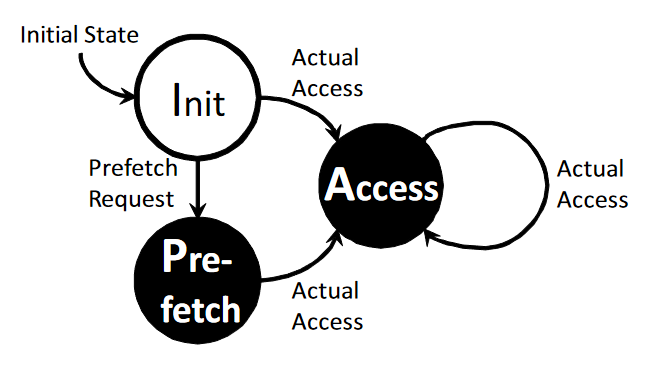 Initial State
Init
Actual
Access
Prefetch
Request
Access
Actual
Access
Pre-
fetch
Actual
Access